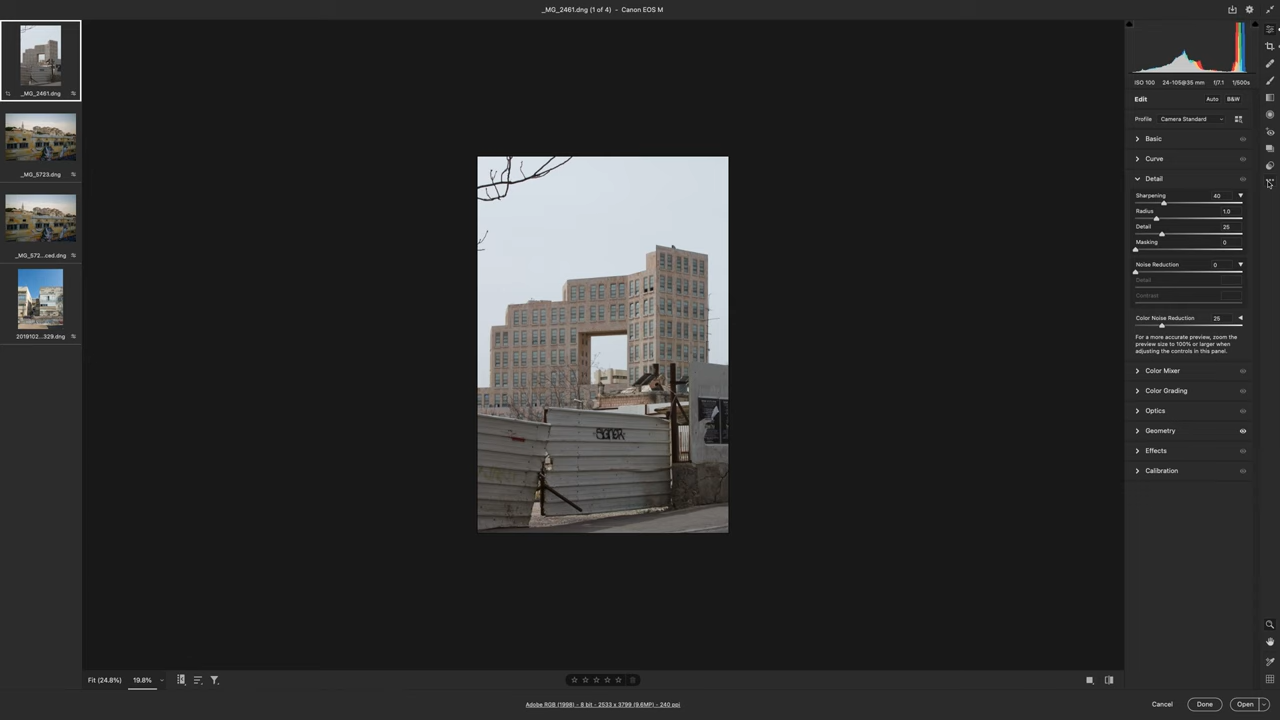 _MG_2461.dng (1 of 4)  -  Canon EOS M
_MG_2461.dng
_MG_5723.dng
_MG_572...ced.dng
2019102...329.dng
ISO 100 24-105@35 mm f/7.1 1/500s
Edit Auto B&W
Profile Camera Standard
Basic
Curve
Detail
Sharpening 40
Radius 1.0
Detail 25
Masking 0
Noise Reduction 0
Detail
Contrast
Color Noise Reduction 25
For a more accurate preview, zoom the
preview size to 100% or larger when
adjusting the controls in this panel.
Color Mixer
Color Grading
Optics
Geometry
Effects
Calibration
Fit (24.8%) 19.8%
Adobe RGB (1998) - 8 bit - 2533 x 3799 (9.6MP) - 240 ppi
Cancel Done Open